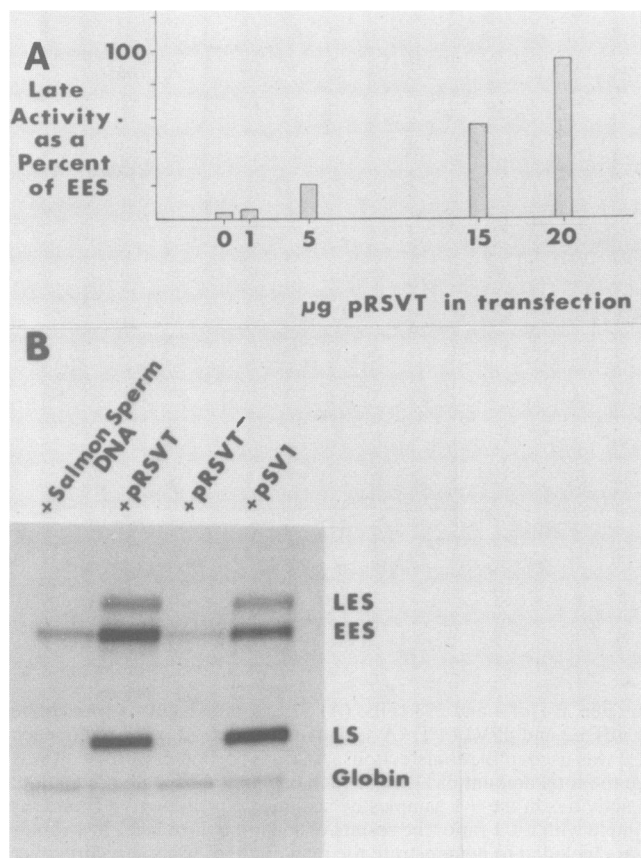 A
100
Late
Activity
as a
Percent
of EES
0 1 5 15 20
µg pRSVT in transfection
B
+Salmon Sperm
DNA
+pRSVT
+pRSVT-
+pSV1
LES
EES
LS
Globin